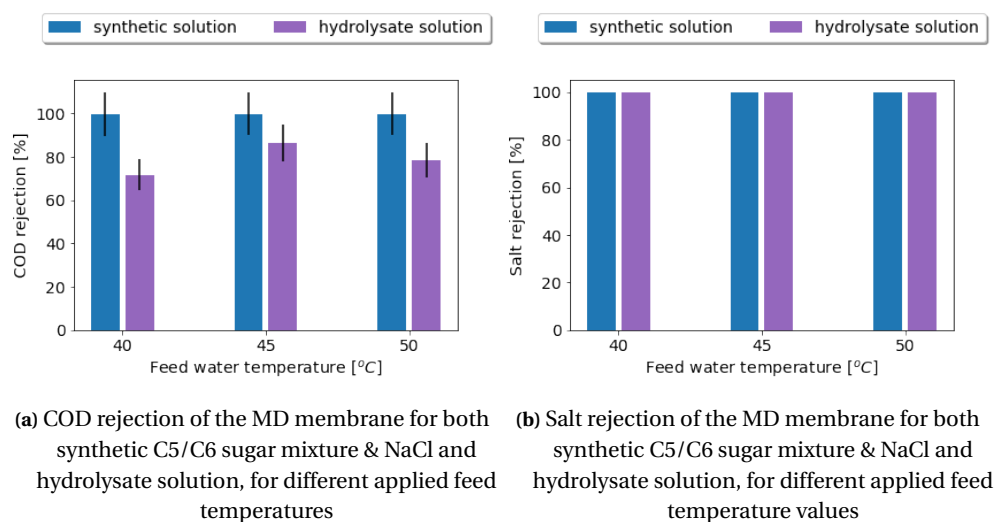 synthetic solution hydrolysate solution
COD rejection [%]
100
80
60
40
20
0
40 45 50
Feed water temperature [°C]
(a) COD rejection of the MD membrane for both
synthetic C5/C6 sugar mixture & NaCl and
hydrolysate solution, for different applied feed
temperatures
synthetic solution hydrolysate solution
Salt rejection [%]
100
80
60
40
20
0
40 45 50
Feed water temperature [°C]
(b) Salt rejection of the MD membrane for both
synthetic C5/C6 sugar mixture & NaCl and
hydrolysate solution, for different applied feed
temperature values